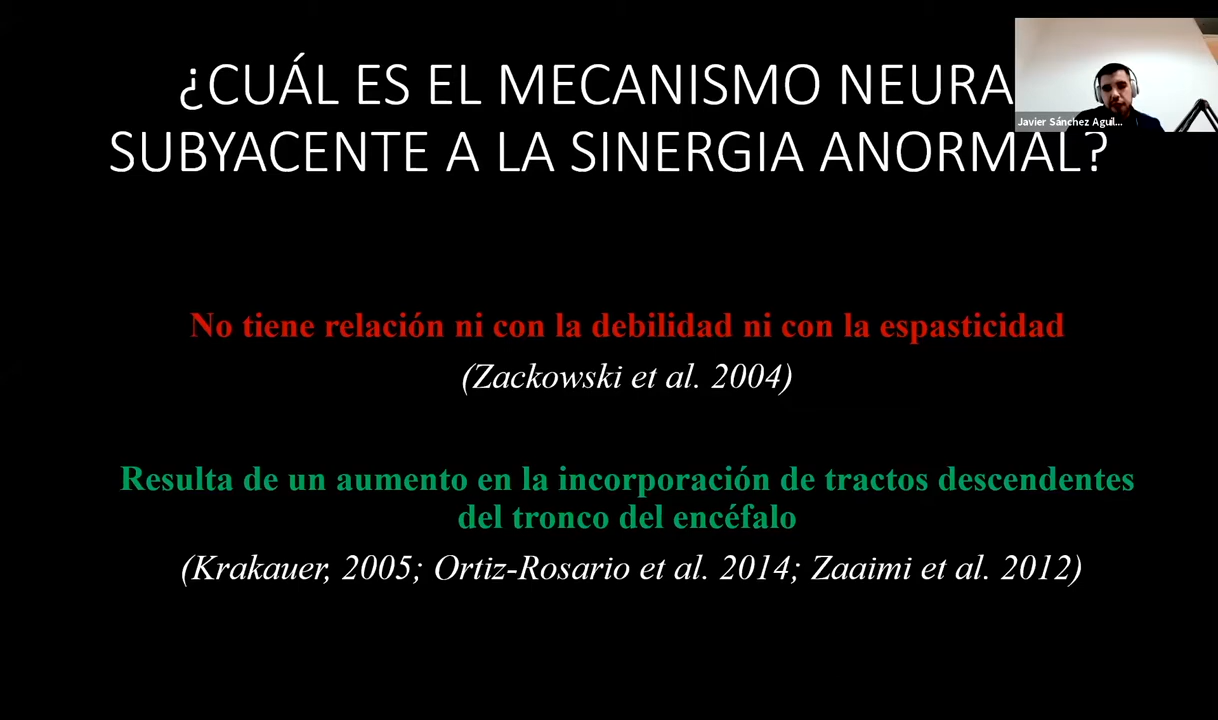 ¿CUÁL ES EL MECANISMO NEURA
SUBYACENTE A LA SINERGIA ANORMAL?
Javier Sánchez Aguil...
No tiene relación ni con la debilidad ni con la espasticidad
(Zackowski et al. 2004)
Resulta de un aumento en la incorporación de tractos descendentes
del tronco del encéfalo
(Krakauer, 2005; Ortiz-Rosario et al. 2014; Zaaimi et al. 2012)